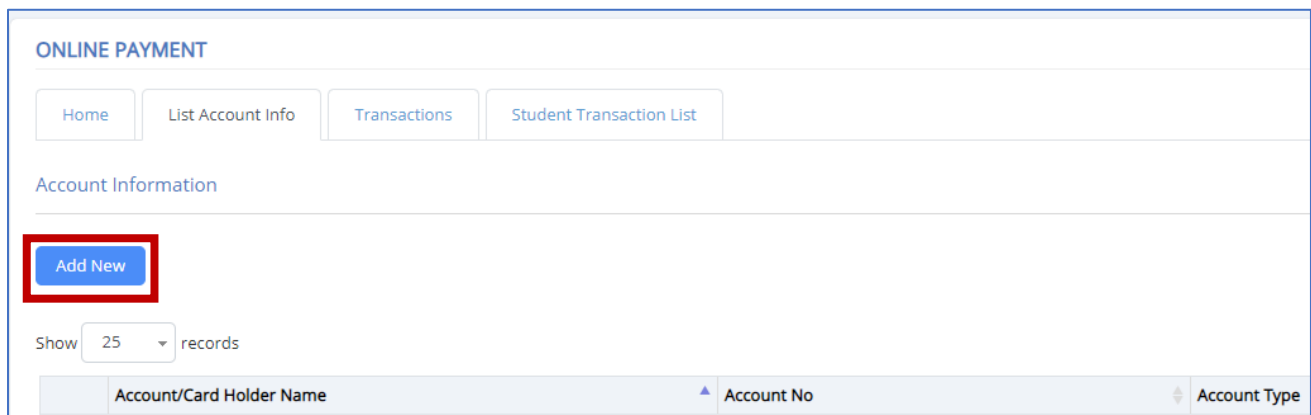 ONLINE PAYMENT
Home List Account Info Transactions Student Transaction List
Account Information
Add New
Show 25 records
Account/Card Holder Name Account No Account Type